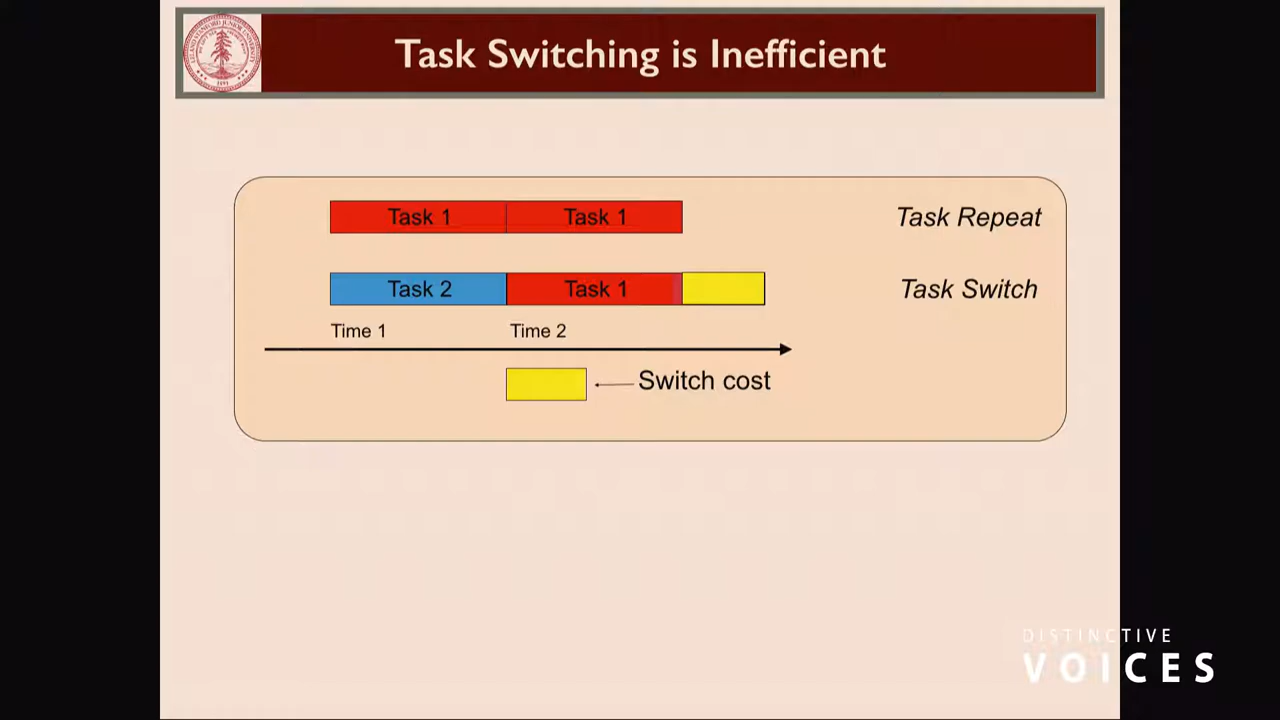 Task Switching is Inefficient
Task 1 Task 1 Task Repeat
Task 2 Task 1 Task Switch
Time 1 Time 2
Switch cost
DISTINCTIVE
VOICES